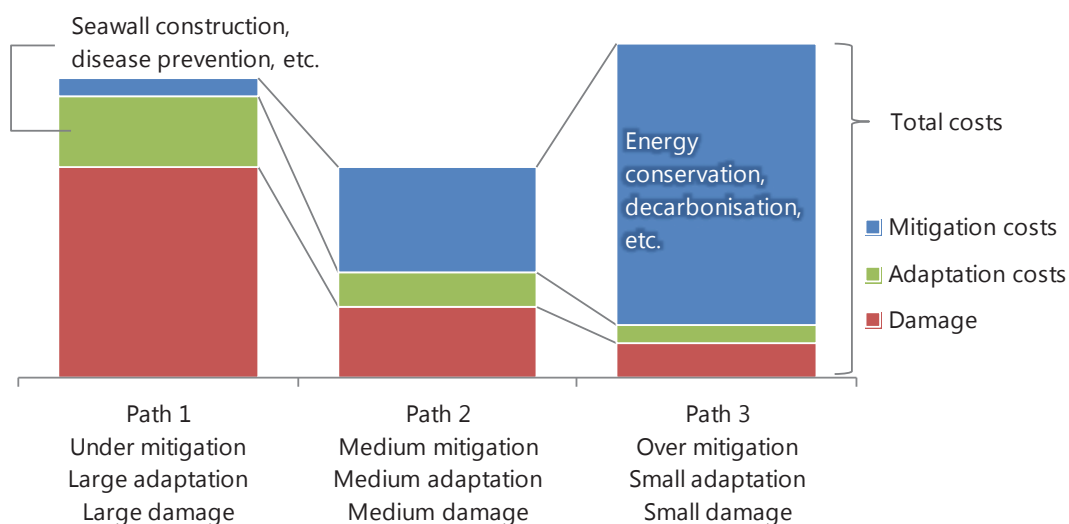 Seawall construction,
disease prevention, etc.
Total costs
Energy
conservation,
decarbonisation,
etc.
Mitigation costs
Adaptation costs
Damage
Path 1
Under mitigation
Large adaptation
Large damage
Path 2
Medium mitigation
Medium adaptation
Medium damage
Path 3
Over mitigation
Small adaptation
Small damage